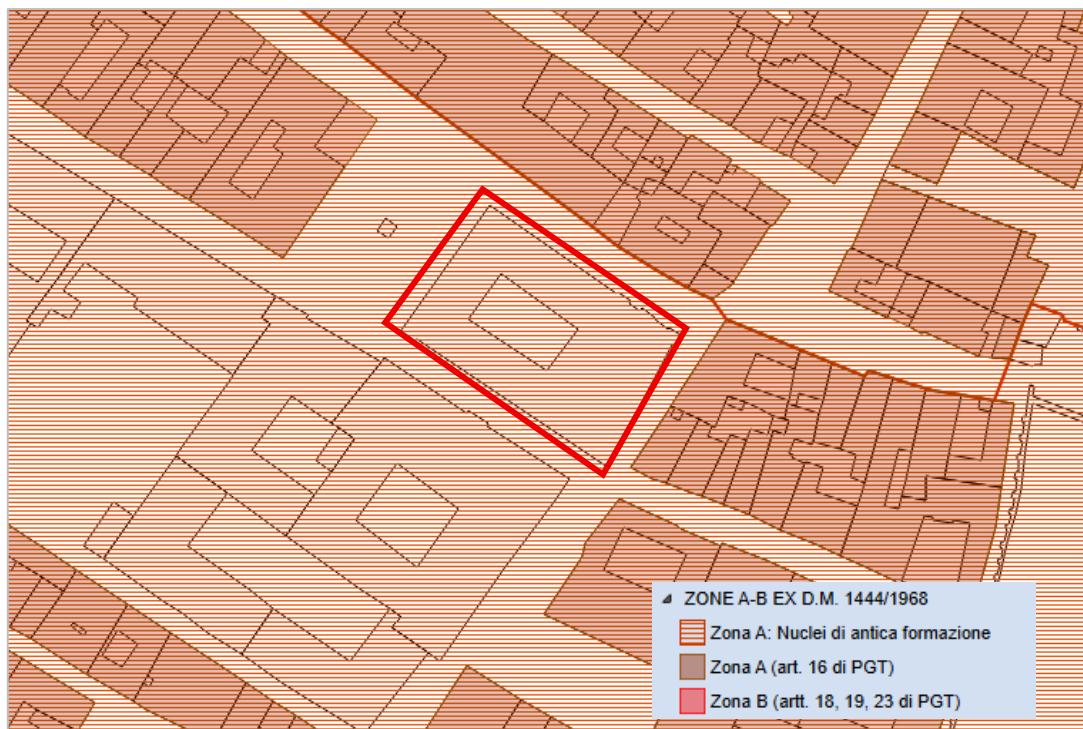 ZONE A-B EX D.M. 1444/1968
Zona A: Nuclei di antica formazione
Zona A (art. 16 di PGT)
Zona B (artt. 18, 19, 23 di PGT)